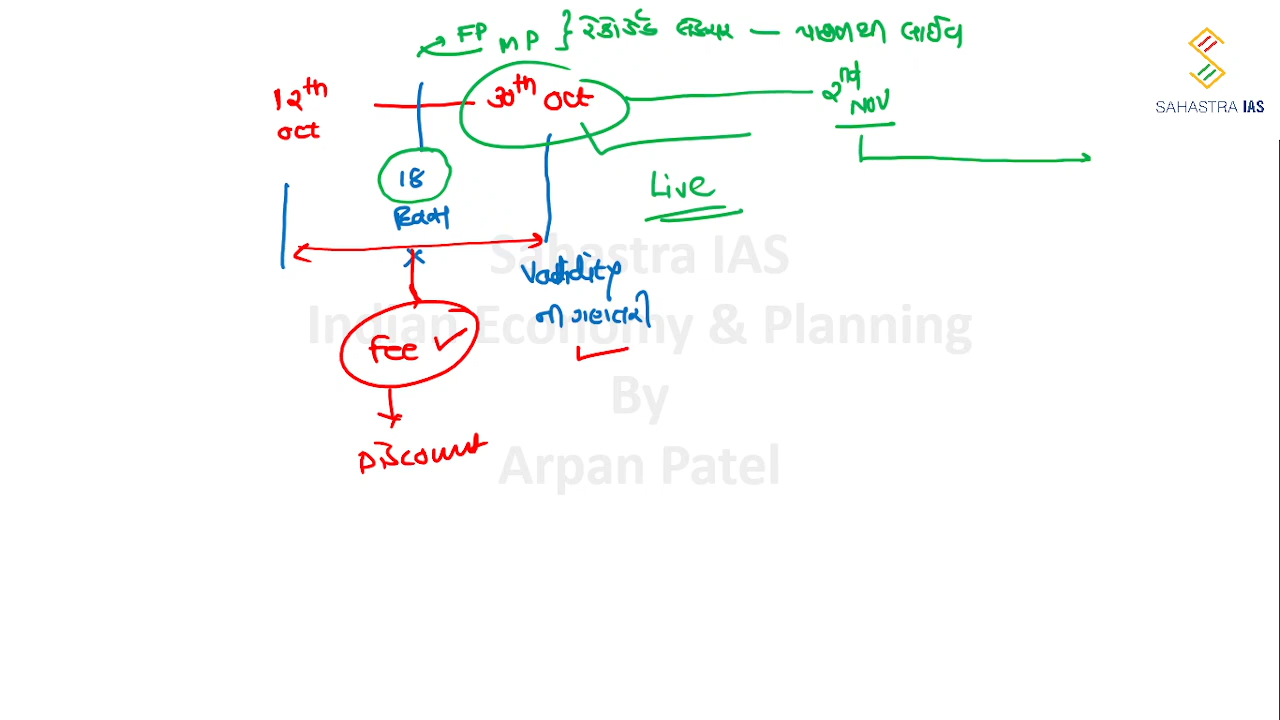 FP
MP } રેકોર્ડેડ લેક્ચર — પાછળથી લાઈવ
12th
oct
30th oct
2nd
NOV
18
Live
Validity
ની ગણતરી
fee
Discount
SAHASTRA IAS
Sahastra IAS
Indian Economy & Planning
By
Arpan Patel